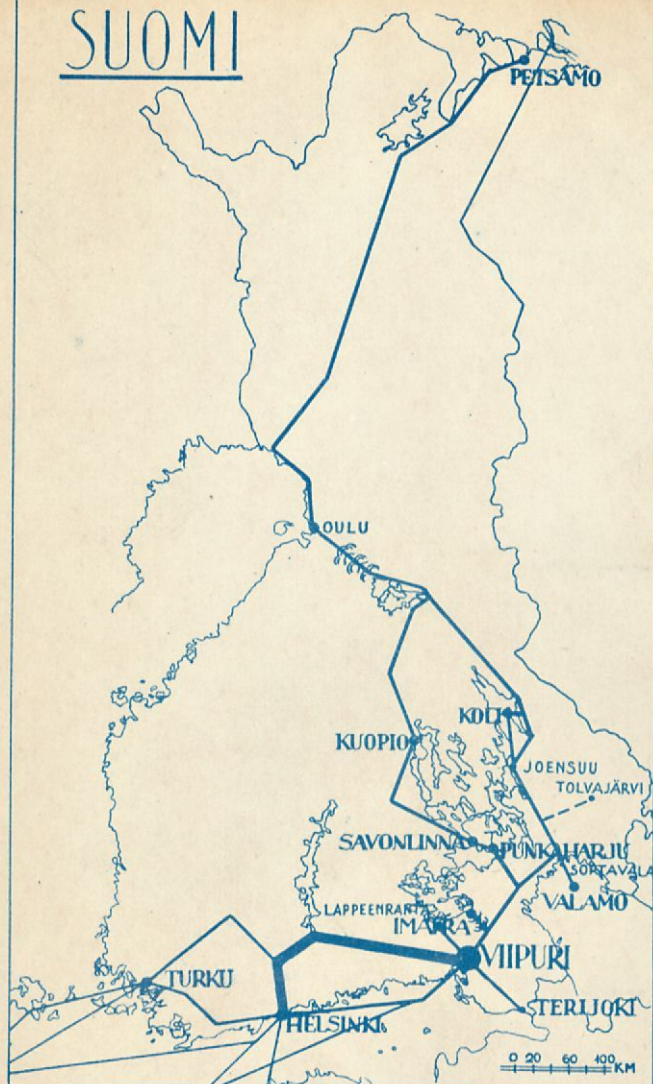 SUOMI
PETSAMO
OULU
KOLI
KUOPIO
JOENSUU
TOLVAJÄRVI
SAVONLINNA
PUNKAHARJU
SORTAVALA
VALAMO
LAPPEENRANTA
IMATRA
VIIPURI
TURKU
TERIJOKI
HELSINKI
0 20 60 100 KM